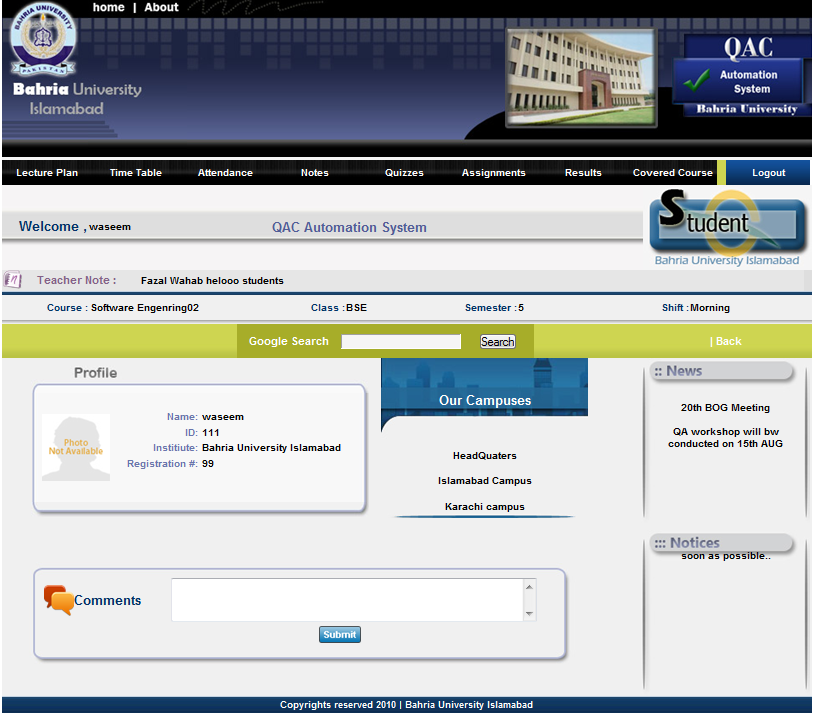 home | About
BAHRIA UNIVERSITY
PAKISTAN
Bahria University
Islamabad
QAC
Automation
System
Bahria University
Lecture Plan Time Table Attendance Notes Quizzes Assignments Results Covered Course Logout
Welcome , waseem QAC Automation System
Student
Bahria University Islamabad
Teacher Note : Fazal Wahab helooo students
Course : Software Engenring02 Class :BSE Semester :5 Shift :Morning
Google Search Search | Back
Profile
Photo
Not Available
Name: waseem
ID: 111
Institiute: Bahria University Islamabad
Registration #: 99
Our Campuses
HeadQuaters
Islamabad Campus
Karachi campus
:: News
20th BOG Meeting
QA workshop will bw
conducted on 15th AUG
::: Notices
soon as possible..
Comments
Submit
Copyrights reserved 2010 | Bahria University Islamabad